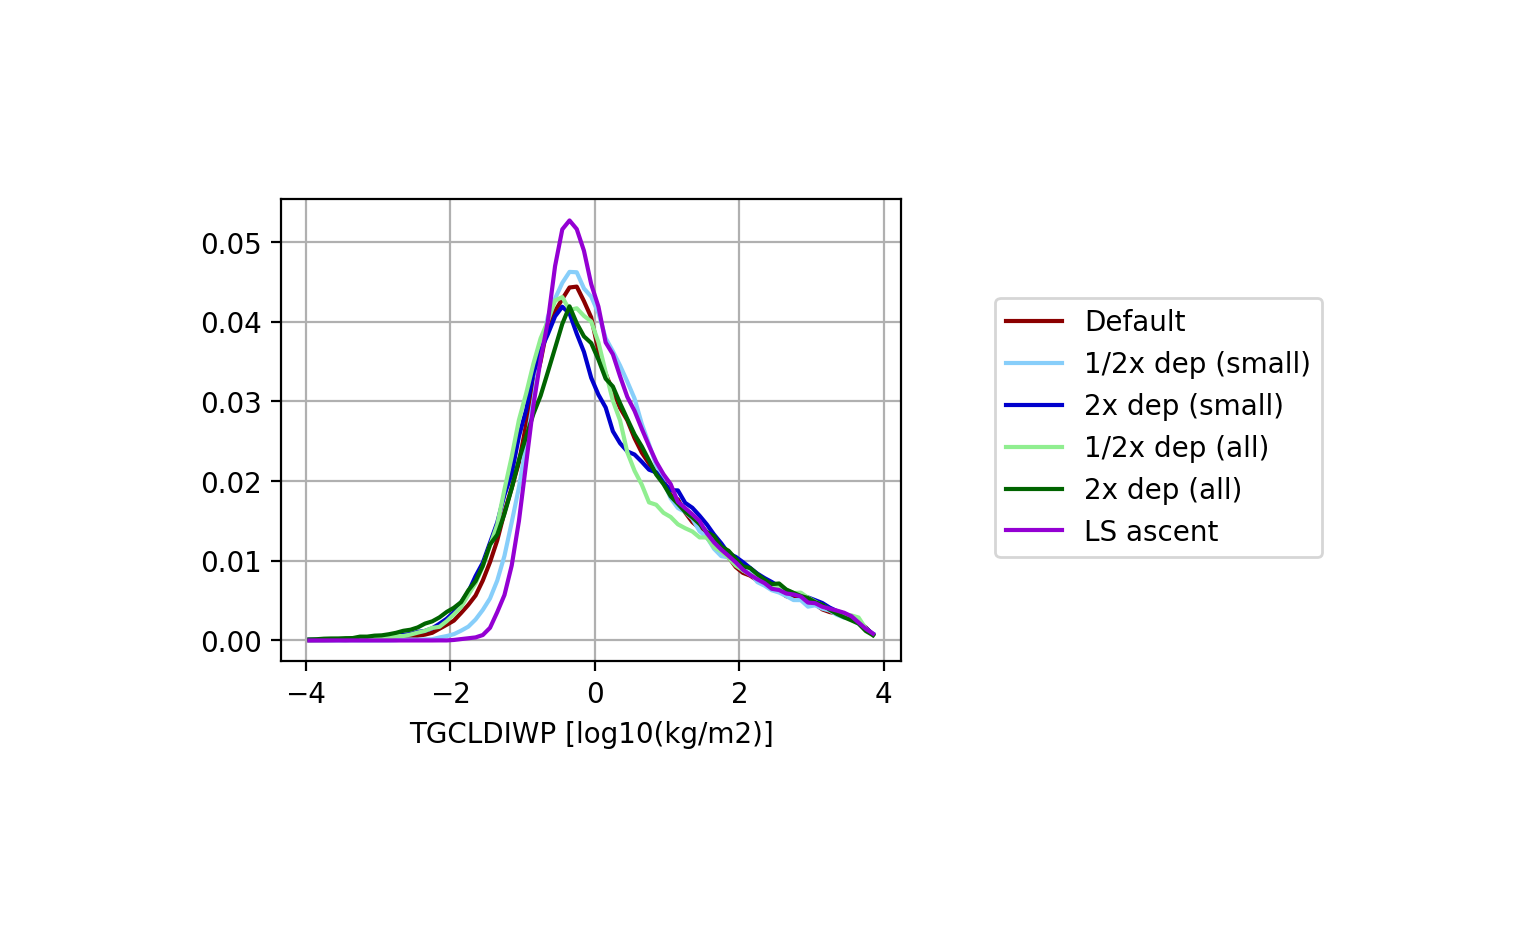 0.05
0.04
0.03
0.02
0.01
0.00
−4
−2
0
2
4
TGCLDIWP [log10(kg/m2)]
Default
1/2x dep (small)
2x dep (small)
1/2x dep (all)
2x dep (all)
LS ascent